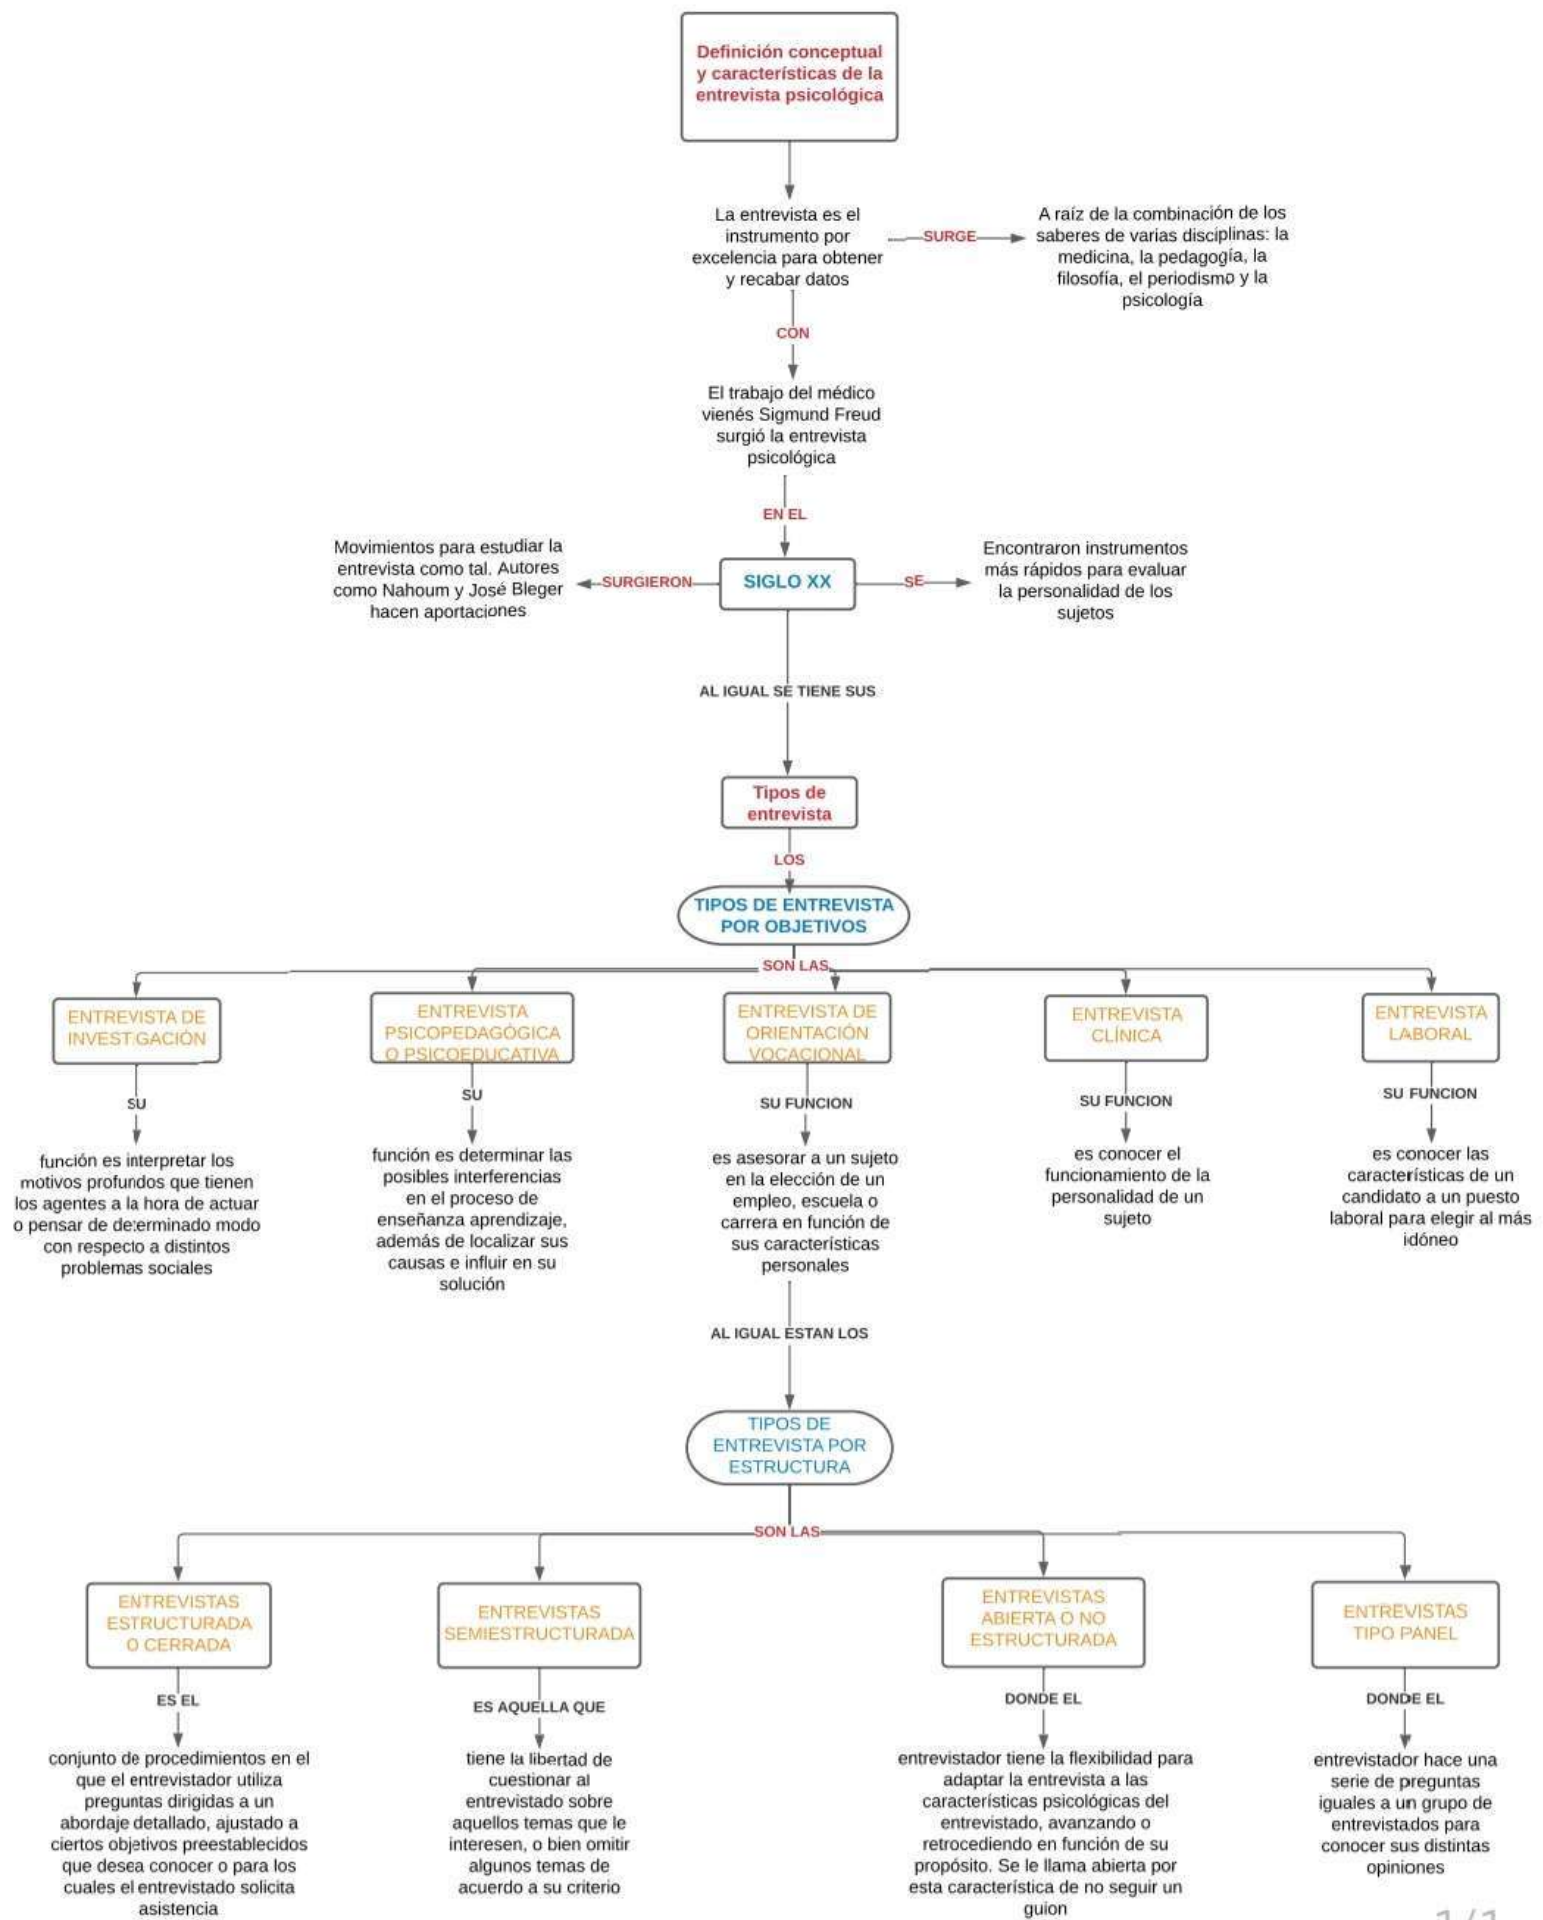 Definición conceptual
y características de la
entrevista psicológica
La entrevista es el
instrumento por
excelencia para obtener
y recabar datos
SURGE
A raíz de la combinación de los
saberes de varias disciplinas: la
medicina, la pedagogía, la
filosofía, el periodismo y la
psicología
CON
El trabajo del médico
vienés Sigmund Freud
surgió la entrevista
psicológica
EN EL
Movimientos para estudiar la
entrevista como tal. Autores
como Nahoum y José Bleger
hacen aportaciones
SURGIERON
SIGLO XX
SE
Encontraron instrumentos
más rápidos para evaluar
la personalidad de los
sujetos
AL IGUAL SE TIENE SUS
Tipos de
entrevista
LOS
TIPOS DE ENTREVISTA
POR OBJETIVOS
SON LAS
ENTREVISTA DE
INVESTIGACIÓN
SU
función es interpretar los
motivos profundos que tienen
los agentes a la hora de actuar
o pensar de determinado modo
con respecto a distintos
problemas sociales
ENTREVISTA
PSICOPEDAGÓGICA
O PSICOEDUCATIVA
SU
función es determinar las
posibles interferencias
en el proceso de
enseñanza aprendizaje,
además de localizar sus
causas e influir en su
solución
ENTREVISTA DE
ORIENTACIÓN
VOCACIONAL
SU FUNCION
es asesorar a un sujeto
en la elección de un
empleo, escuela o
carrera en función de
sus características
personales
ENTREVISTA
CLÍNICA
SU FUNCION
es conocer el
funcionamiento de la
personalidad de un
sujeto
ENTREVISTA
LABORAL
SU FUNCION
es conocer las
características de un
candidato a un puesto
laboral para elegir al más
idóneo
AL IGUAL ESTAN LOS
TIPOS DE
ENTREVISTA POR
ESTRUCTURA
SON LAS
ENTREVISTAS
ESTRUCTURADA
O CERRADA
ES EL
conjunto de procedimientos en el
que el entrevistador utiliza
preguntas dirigidas a un
abordaje detallado, ajustado a
ciertos objetivos preestablecidos
que desea conocer o para los
cuales el entrevistado solicita
asistencia
ENTREVISTAS
SEMIESTRUCTURADA
ES AQUELLA QUE
tiene la libertad de
cuestionar al
entrevistado sobre
aquellos temas que le
interesen, o bien omitir
algunos temas de
acuerdo a su criterio
ENTREVISTAS
ABIERTA O NO
ESTRUCTURADA
DONDE EL
entrevistador tiene la flexibilidad para
adaptar la entrevista a las
características psicológicas del
entrevistado, avanzando o
retrocediendo en función de su
propósito. Se le llama abierta por
esta característica de no seguir un
guion
ENTREVISTAS
TIPO PANEL
DONDE EL
entrevistador hace una
serie de preguntas
iguales a un grupo de
entrevistados para
conocer sus distintas
opiniones
1/1